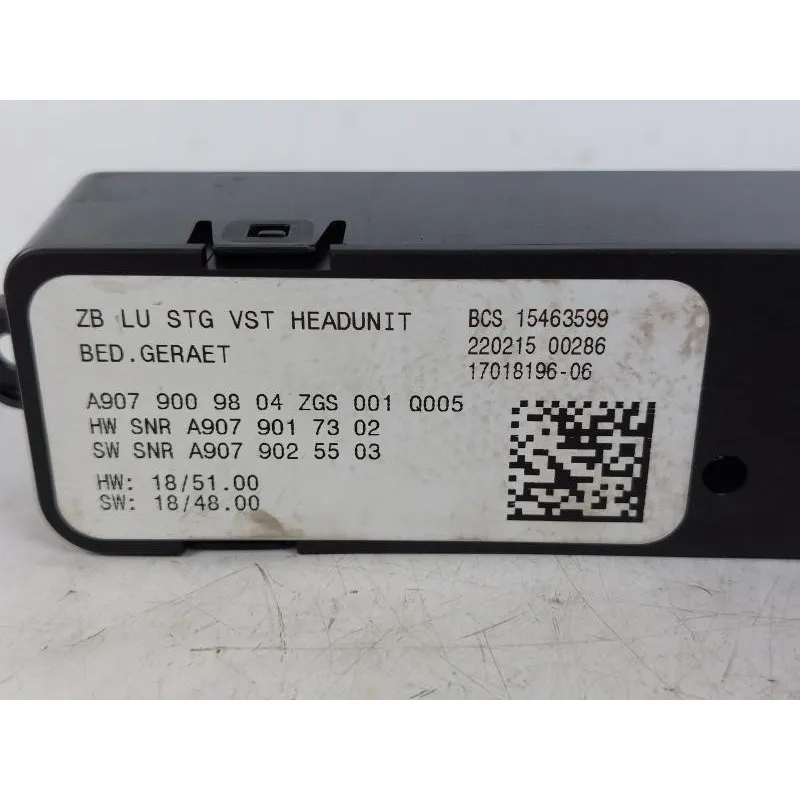 ZB LU STG VST HEADUNIT
BED.GERAET
A907 900 98 04 ZGS 001 Q005
HW SNR A907 901 73 02
SW SNR A907 902 55 03
HW: 18/51.00
SW: 18/48.00
BCS 15463599
220215 00286
17018196-06